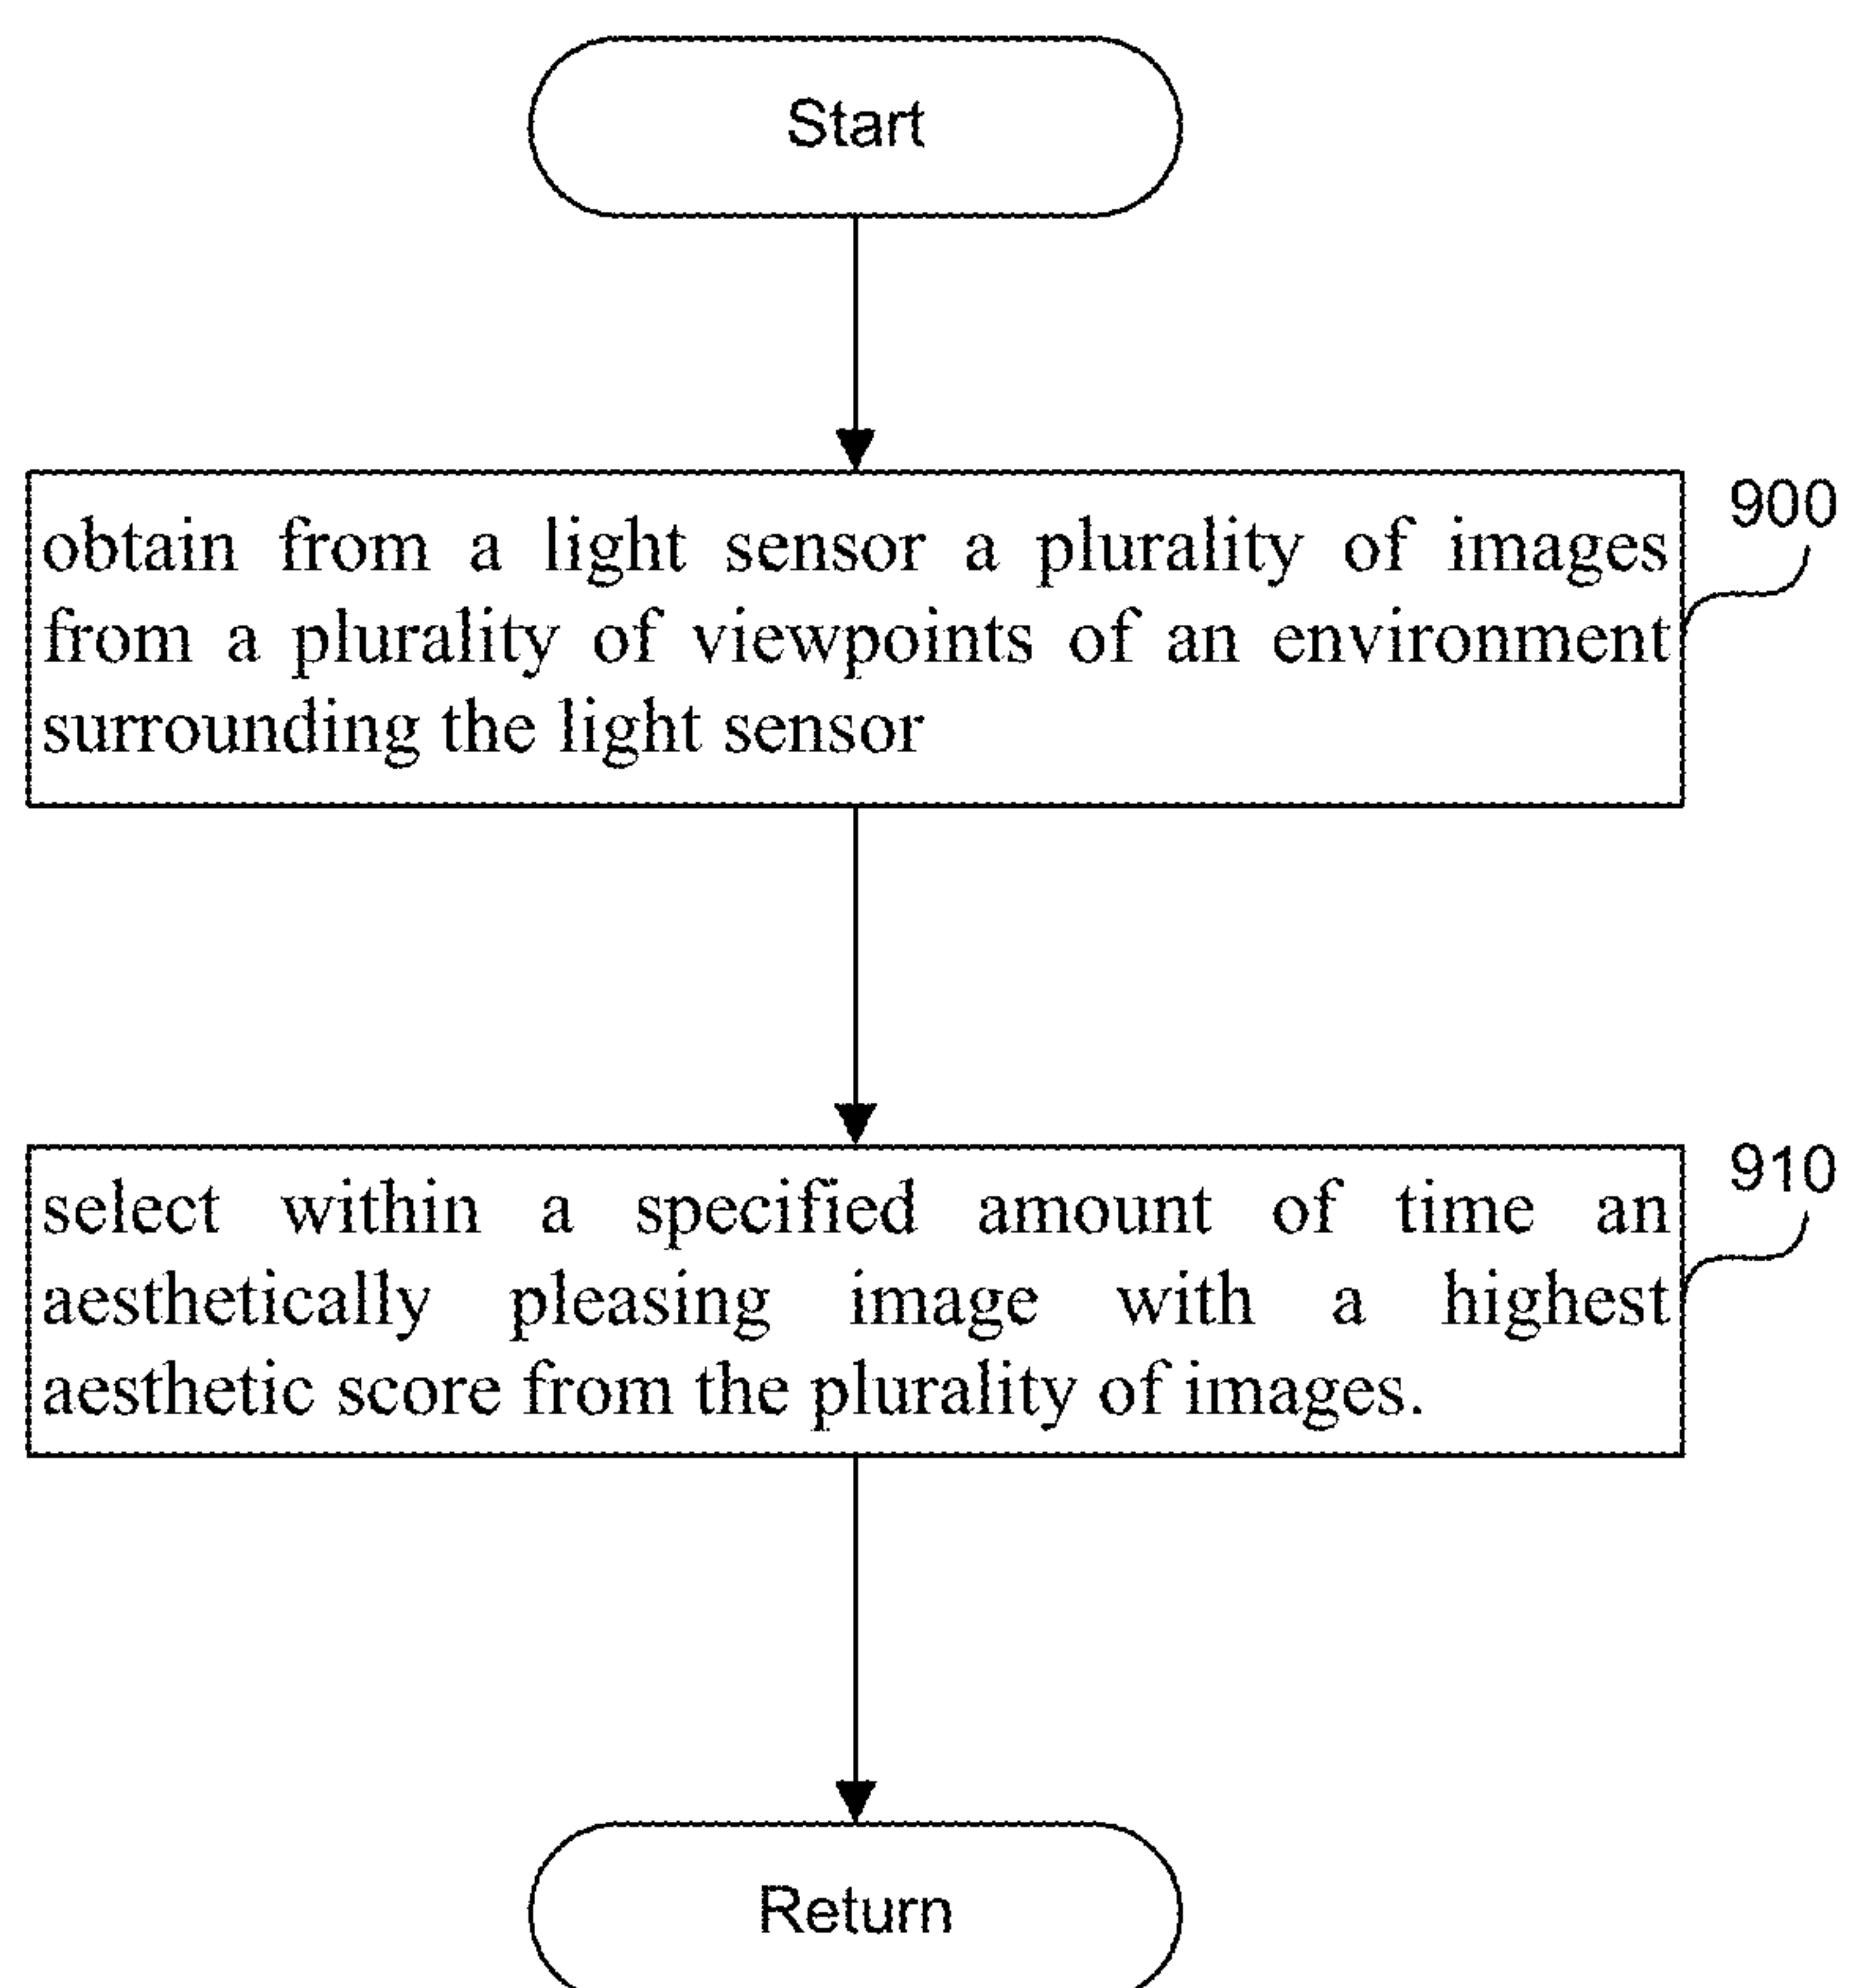 Start
900
obtain from a light sensor a plurality of images
from a plurality of viewpoints of an environment
surrounding the light sensor
910
select within a specified amount of time an
aesthetically pleasing image with a highest
aesthetic score from the plurality of images.
Return